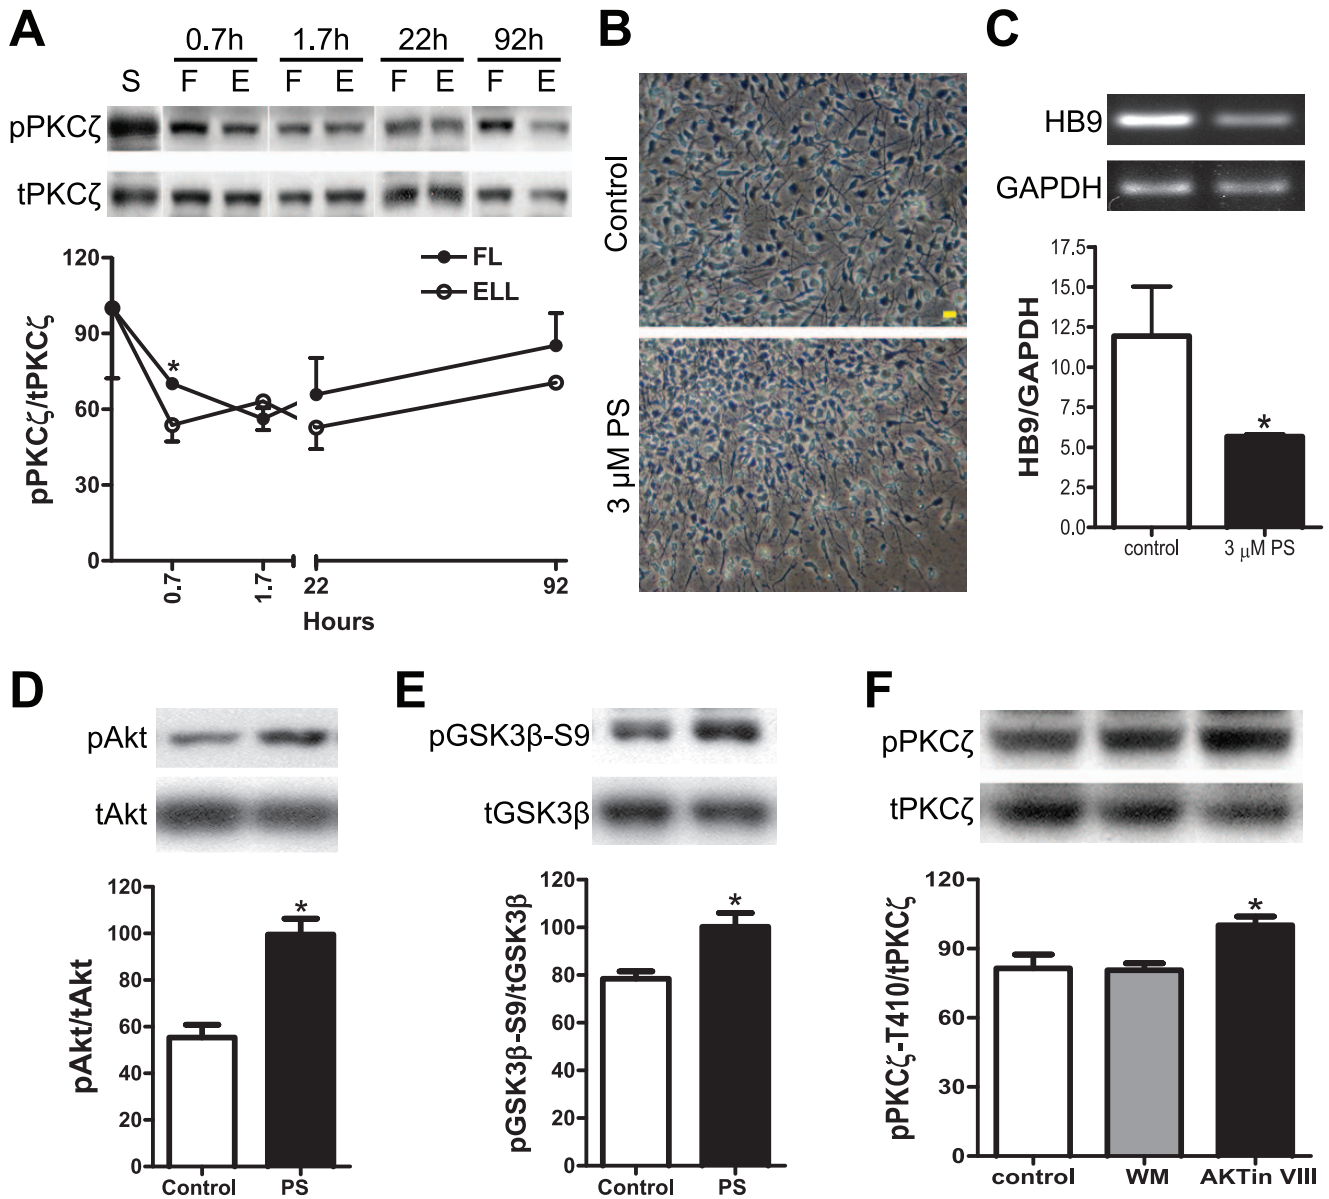 A
0.7h 1.7h 22h 92h
S F E F E F E F E
pPKCζ
tPKCζ
120
90
60
30
0
pPKCζ/tPKCζ
FL
ELL
*
0.7 1.7 22 92
Hours
B
Control
3 μM PS
C
HB9
GAPDH
17.5
15.0
12.5
10.0
7.5
5.0
2.5
0.0
HB9/GAPDH
*
control 3 μM PS
D
pAkt
tAkt
120
100
80
60
40
20
0
pAkt/tAkt
*
Control PS
E
pGSK3β-S9
tGSK3β
120
100
80
60
40
20
0
pGSK3β-S9/tGSK3β
*
Control PS
F
pPKCζ
tPKCζ
120
90
60
30
0
pPKCζ-T410/tPKCζ
*
control WM AKTin VIII